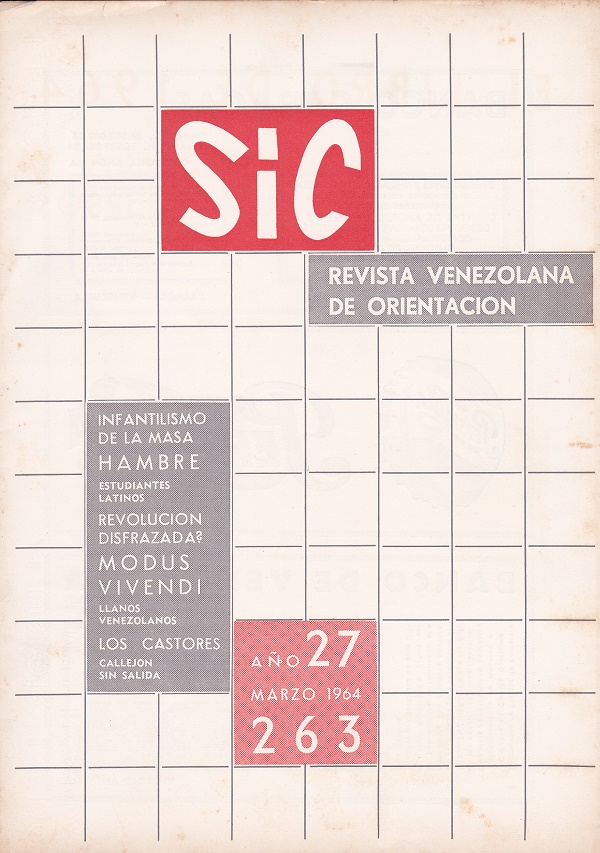 SiC
REVISTA VENEZOLANA
DE ORIENTACION
INFANTILISMO
DE LA MASA
HAMBRE
ESTUDIANTES
LATINOS
REVOLUCION
DISFRAZADA?
MODUS
VIVENDI
LLANOS
VENEZOLANOS
LOS CASTORES
CALLEJON
SIN SALIDA
AÑO 27
MARZO 1964
263